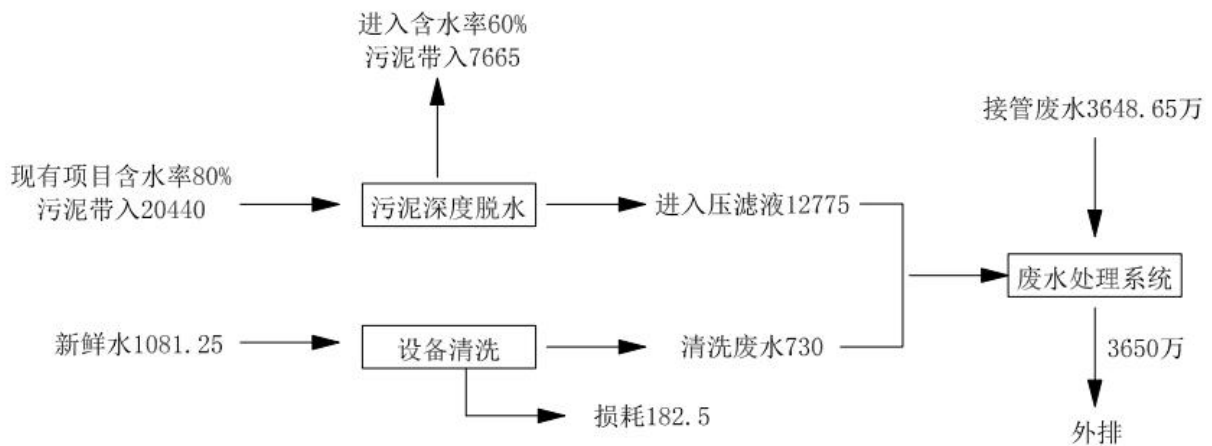 进入含水率60%
污泥带入7665
接管废水3648.65万
现有项目含水率80%
污泥带入20440
污泥深度脱水
进入压滤液12775
废水处理系统
新鲜水1081.25
设备清洗
清洗废水730
3650万
损耗182.5
外排